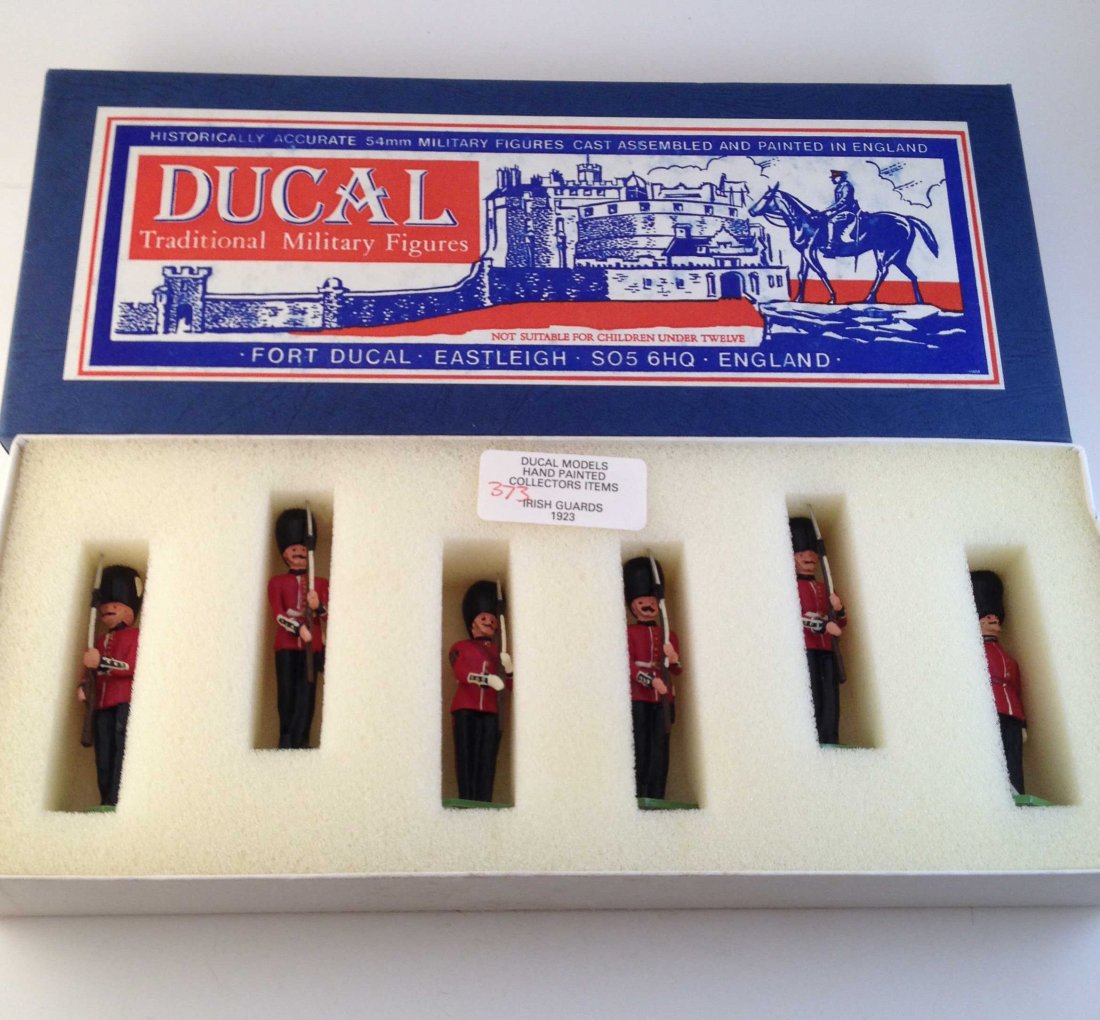 HISTORICALLY ACCURATE 54mm MILITARY FIGURES CAST ASSEMBLED AND PAINTED IN ENGLAND
DUCAL
Traditional Military Figures
NOT SUITABLE FOR CHILDREN UNDER TWELVE
· FORT DUCAL · EASTLEIGH · SO5 6HQ · ENGLAND ·
DUCAL MODELS
HAND PAINTED
COLLECTORS ITEMS
373
IRISH GUARDS
1923